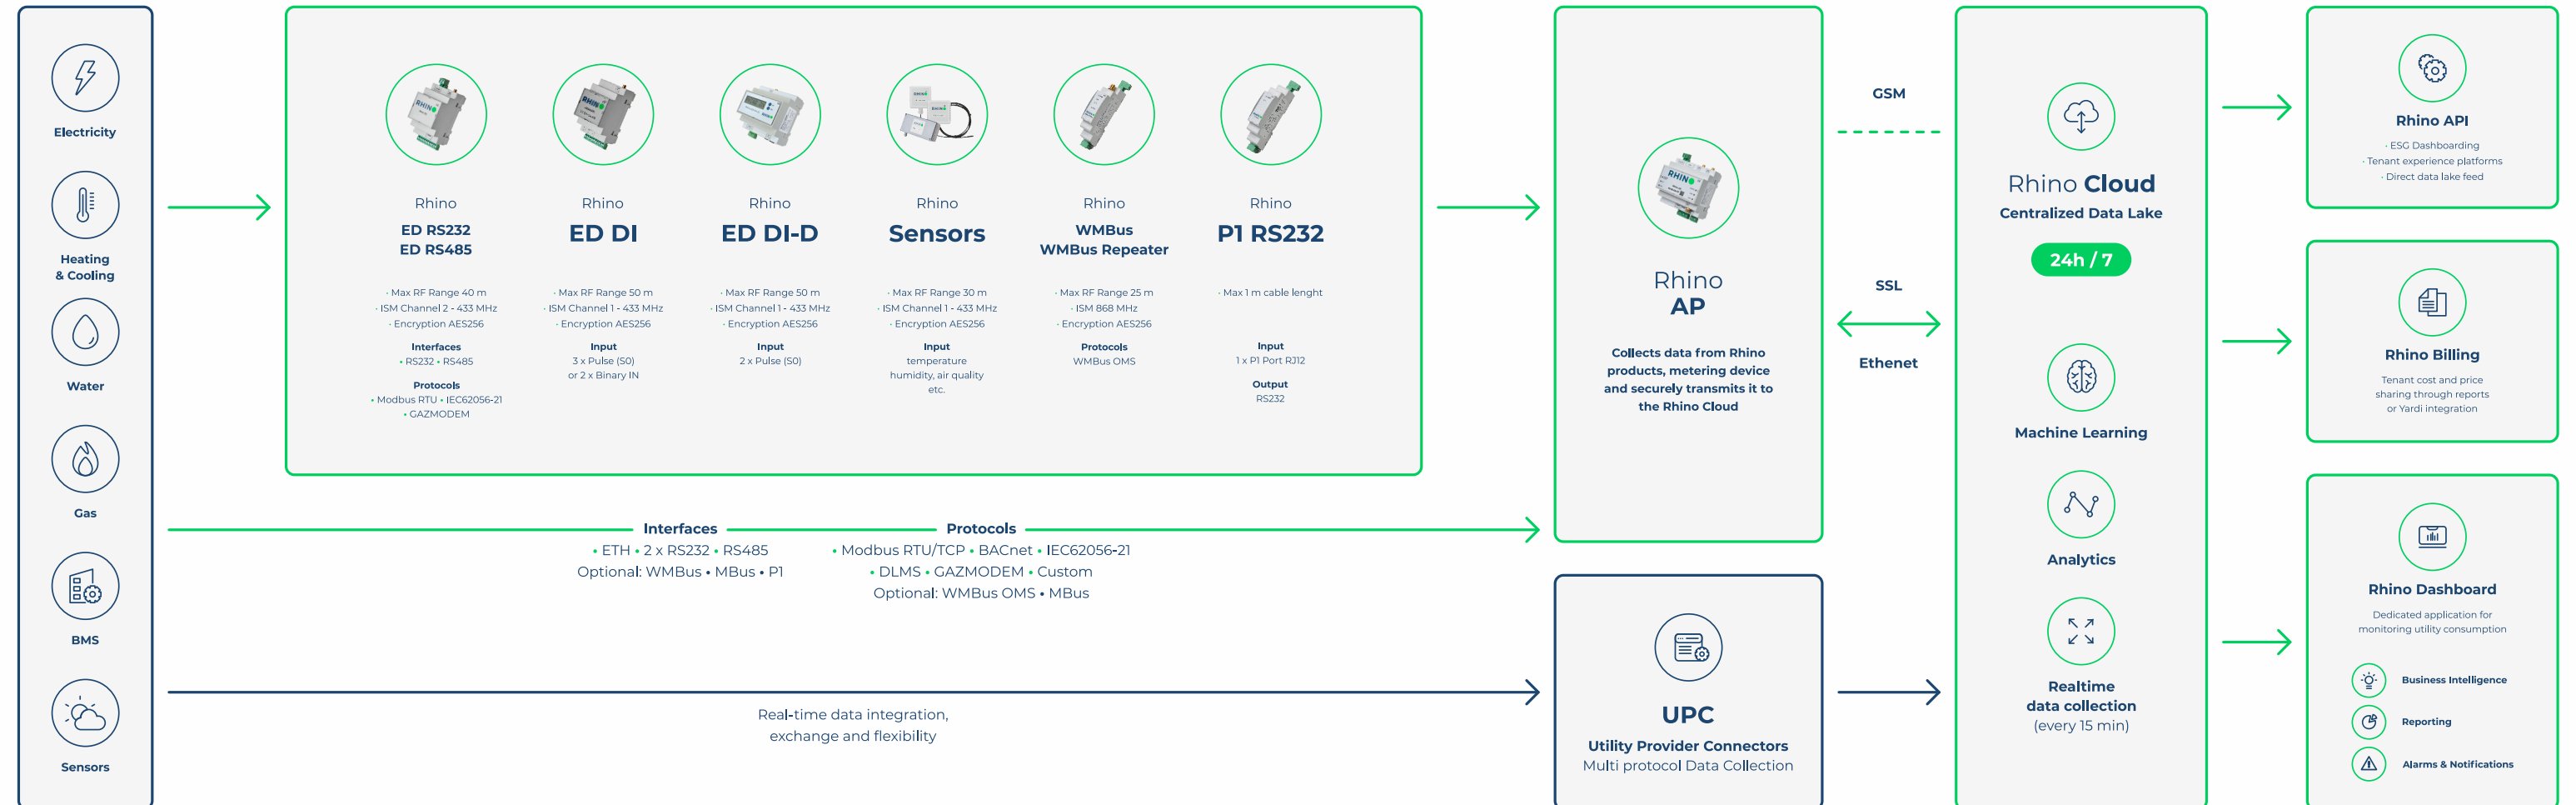 Electricity
Heating
& Cooling
Water
Gas
BMS
Sensors
Rhino
ED RS232
ED RS485
· Max RF Range 40 m
· ISM Channel 2 - 433 MHz
· Encryption AES256
Interfaces
• RS232 • RS485
Protocols
• Modbus RTU • IEC62056-21
• GAZMODEM
Rhino
ED DI
· Max RF Range 50 m
· ISM Channel 1 - 433 MHz
· Encryption AES256
Input
3 x Pulse (S0)
or 2 x Binary IN
Rhino
ED DI-D
· Max RF Range 50 m
· ISM Channel 1 - 433 MHz
· Encryption AES256
Input
2 x Pulse (S0)
Rhino
Sensors
· Max RF Range 30 m
· ISM Channel 1 - 433 MHz
· Encryption AES256
Input
temperature
humidity, air quality
etc.
Rhino
WMBus
WMBus Repeater
· Max RF Range 25 m
· ISM 868 MHz
· Encryption AES256
Protocols
WMBus OMS
Rhino
P1 RS232
· Max 1 m cable lenght
Input
1 x P1 Port RJ12
Output
RS232
Interfaces
• ETH • 2 x RS232 • RS485
Optional: WMBus • MBus • P1
Protocols
• Modbus RTU/TCP • BACnet • IEC62056-21
• DLMS • GAZMODEM • Custom
Optional: WMBus OMS • MBus
Real-time data integration,
exchange and flexibility
RHINO
Rhino
AP
Collects data from Rhino
products, metering device
and securely transmits it to
the Rhino Cloud
UPC
Utility Provider Connectors
Multi protocol Data Collection
GSM
SSL
Ethenet
Rhino Cloud
Centralized Data Lake
24h / 7
Machine Learning
Analytics
Realtime
data collection
(every 15 min)
Rhino API
· ESG Dashboarding
· Tenant experience platforms
· Direct data lake feed
Rhino Billing
Tenant cost and price
sharing through reports
or Yardi integration
Rhino Dashboard
Dedicated application for
monitoring utility consumption
Business Intelligence
Reporting
Alarms & Notifications